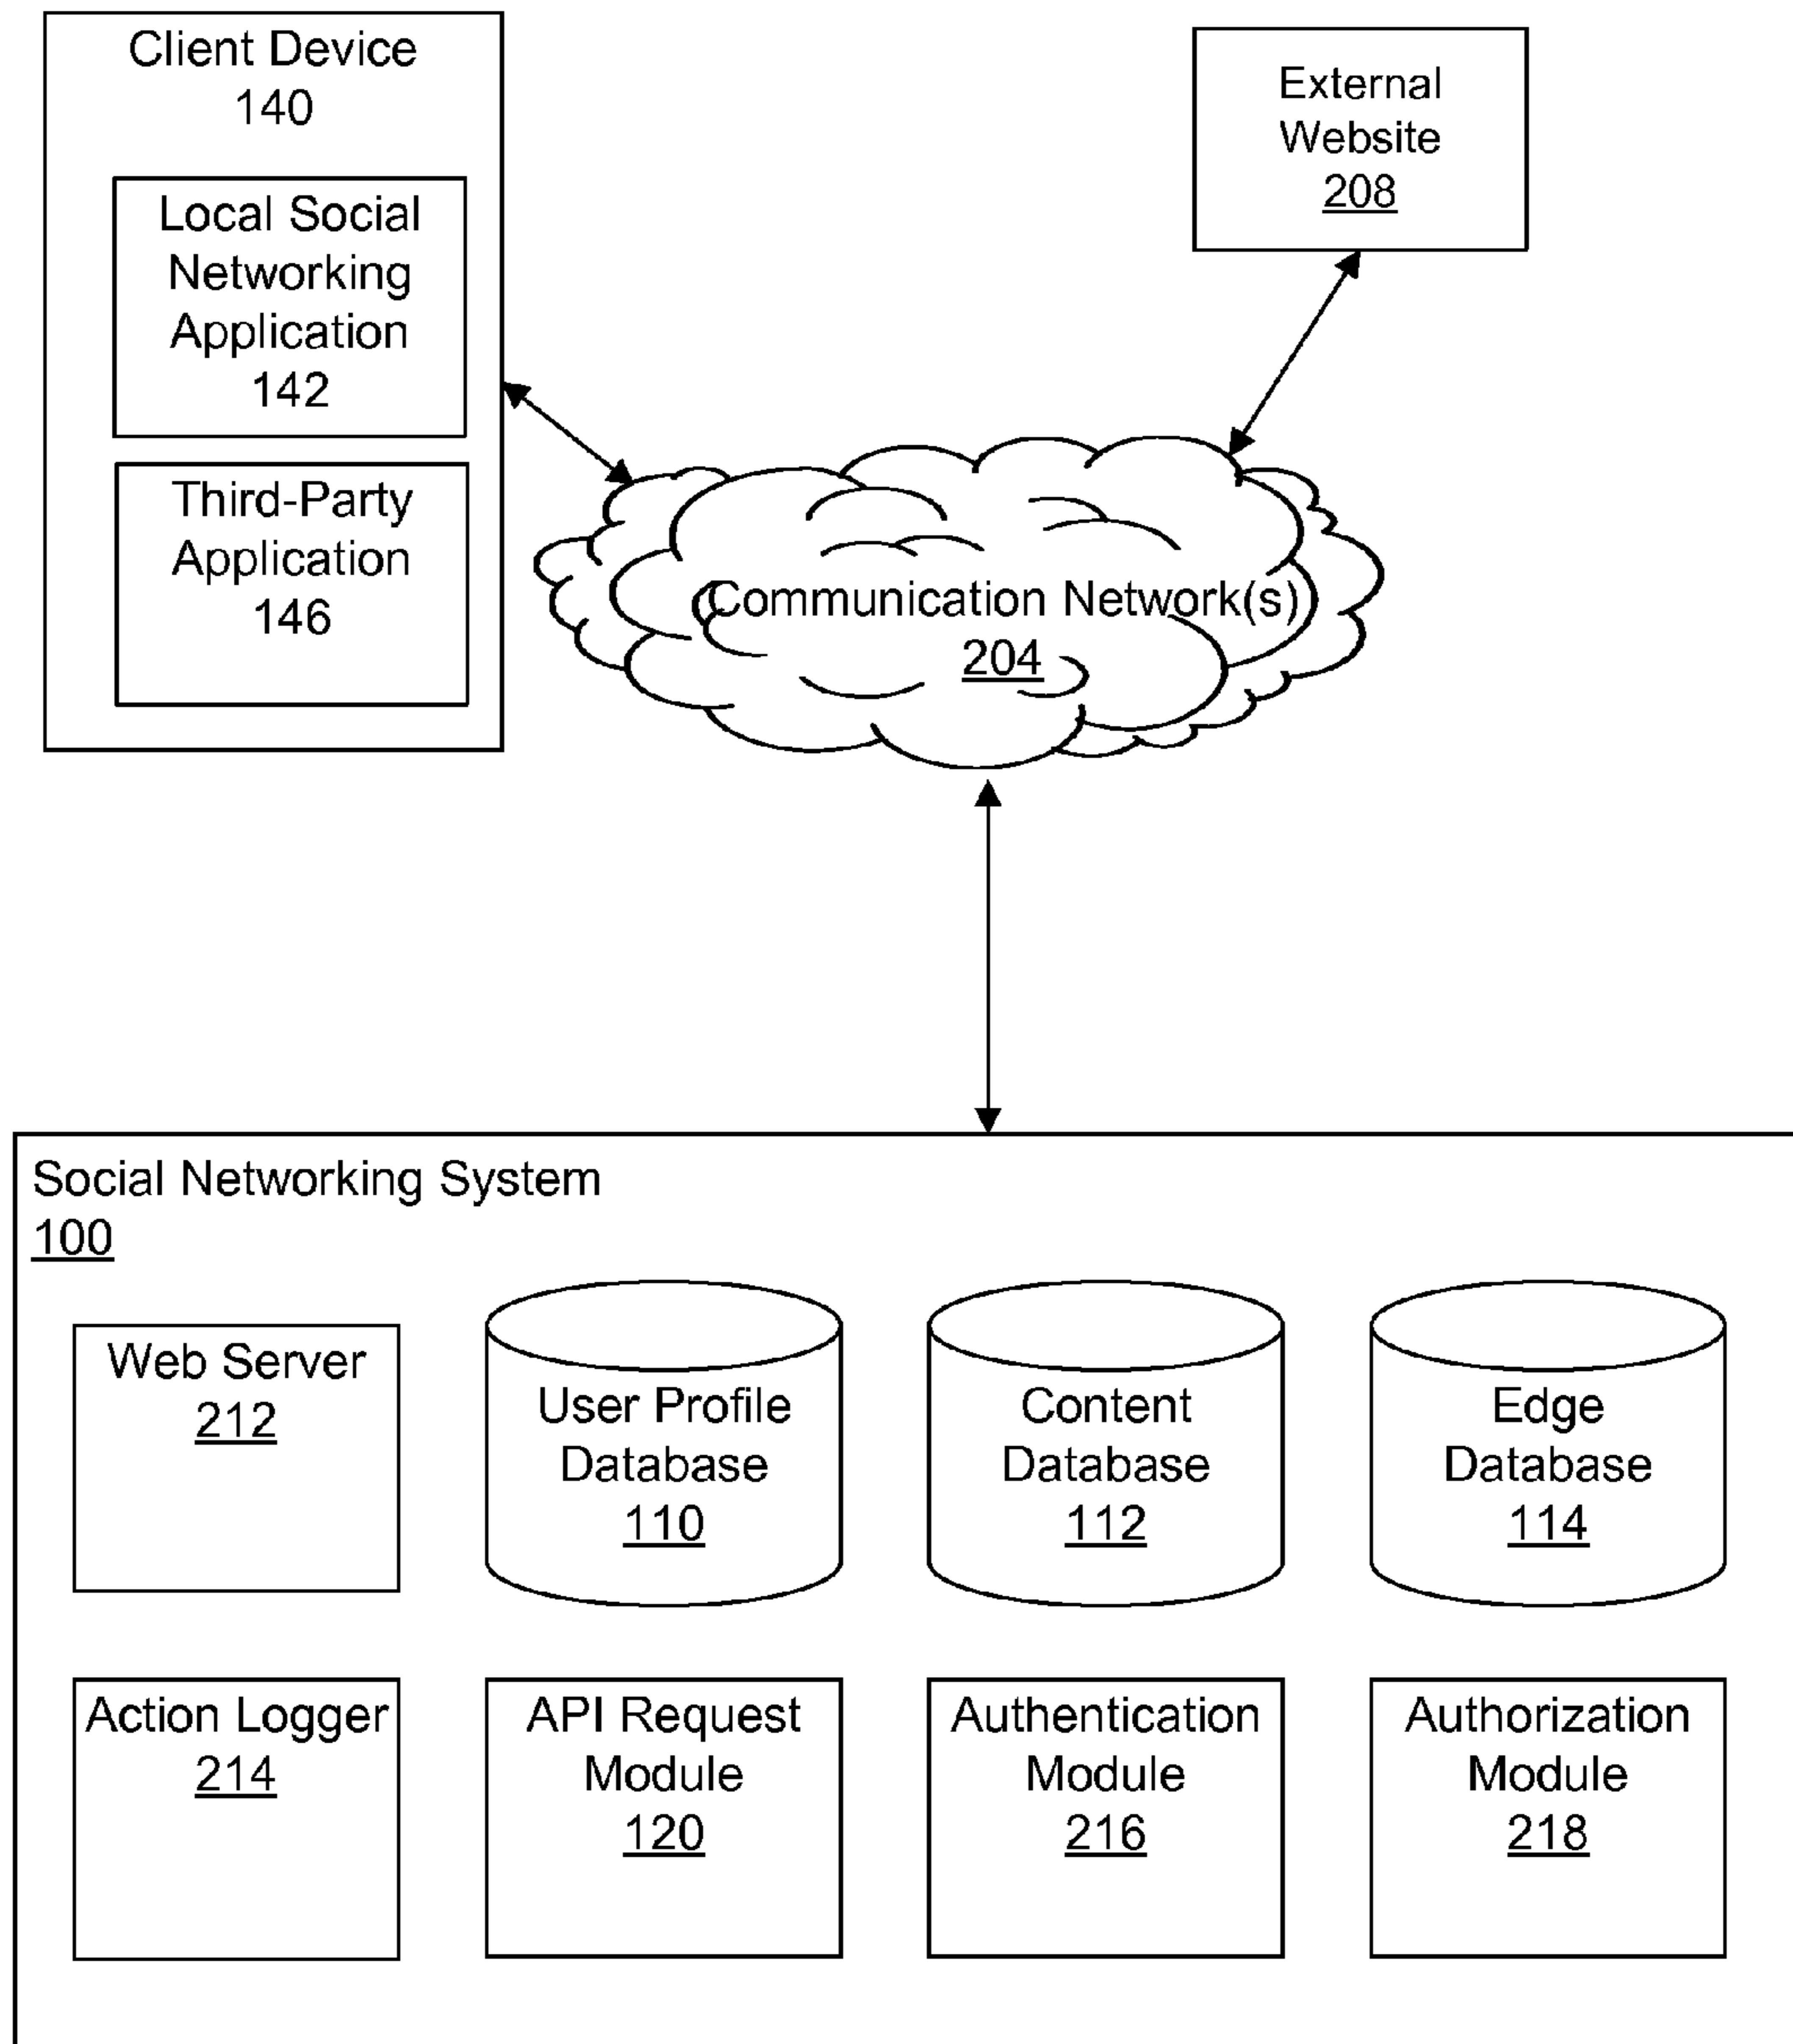 Client Device
140
Local Social
Networking
Application
142
Third-Party
Application
146
External
Website
208
Communication Network(s)
204
Social Networking System
100
Web Server
212
User Profile
Database
110
Content
Database
112
Edge
Database
114
Action Logger
214
API Request
Module
120
Authentication
Module
216
Authorization
Module
218